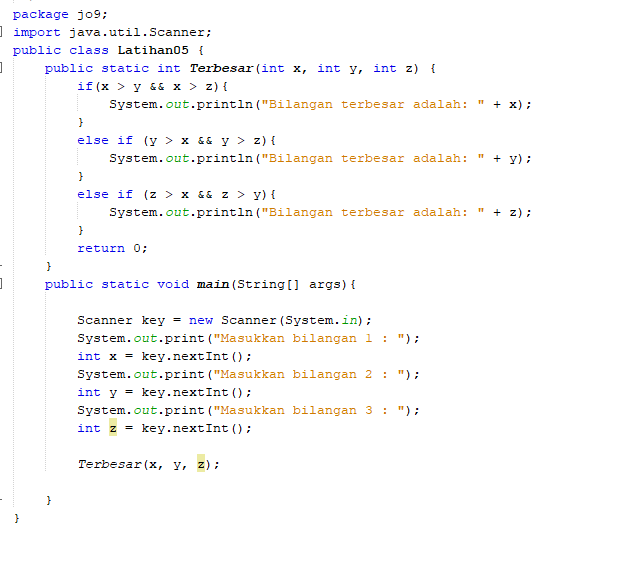 package jo9;
import java.util.Scanner;
public class Latihan05 {
    public static int Terbesar(int x, int y, int z) {
        if(x > y && x > z){
            System.out.println("Bilangan terbesar adalah: " + x);
        }
        else if (y > x && y > z){
            System.out.println("Bilangan terbesar adalah: " + y);
        }
        else if (z > x && z > y){
            System.out.println("Bilangan terbesar adalah: " + z);
        }
        return 0;
    }
    public static void main(String[] args){
        Scanner key = new Scanner(System.in);
        System.out.print("Masukkan bilangan 1 : ");
        int x = key.nextInt();
        System.out.print("Masukkan bilangan 2 : ");
        int y = key.nextInt();
        System.out.print("Masukkan bilangan 3 : ");
        int z = key.nextInt();
        Terbesar(x, y, z);
    }
}